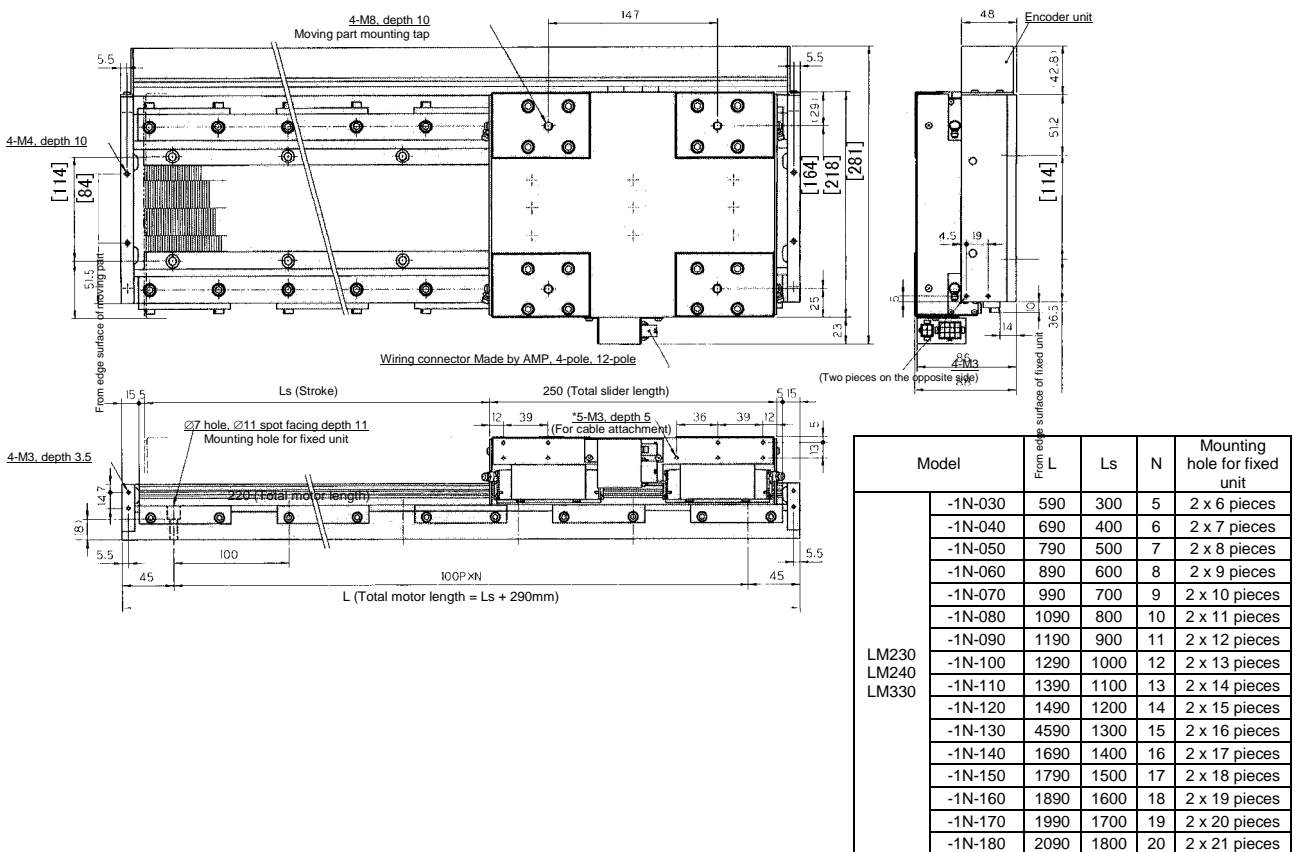 4-M8, depth 10
Moving part mounting tap
147
48
Encoder unit
5.5
5.5
(42.8)
(29)
51.2
4-M4, depth 10
[114]
[84]
[164]
[218]
[281]
[114]
4.5
19
51.5
25
23
5
10
36.5
14
From edge surface of moving part
Wiring connector Made by AMP, 4-pole, 12-pole
86
4-M3
(Two pieces on the opposite side)
From edge surface of fixed unit
15
5
Ls (Stroke)
250 (Total slider length)
5
15
12
39
*5-M3, depth 5
(For cable attachment)
36
39
12
5
13
Ø7 hole, Ø11 spot facing depth 11
Mounting hole for fixed unit
4-M3, depth 3.5
14.7
220 (Total motor length)
(18)
5.5
100
5.5
45
100P×N
45
L (Total motor length = Ls + 290mm)
Model L Ls N Mounting hole for fixed unit
LM230
LM240
LM330
-1N-030 590 300 5 2 x 6 pieces
-1N-040 690 400 6 2 x 7 pieces
-1N-050 790 500 7 2 x 8 pieces
-1N-060 890 600 8 2 x 9 pieces
-1N-070 990 700 9 2 x 10 pieces
-1N-080 1090 800 10 2 x 11 pieces
-1N-090 1190 900 11 2 x 12 pieces
-1N-100 1290 1000 12 2 x 13 pieces
-1N-110 1390 1100 13 2 x 14 pieces
-1N-120 1490 1200 14 2 x 15 pieces
-1N-130 4590 1300 15 2 x 16 pieces
-1N-140 1690 1400 16 2 x 17 pieces
-1N-150 1790 1500 17 2 x 18 pieces
-1N-160 1890 1600 18 2 x 19 pieces
-1N-170 1990 1700 19 2 x 20 pieces
-1N-180 2090 1800 20 2 x 21 pieces